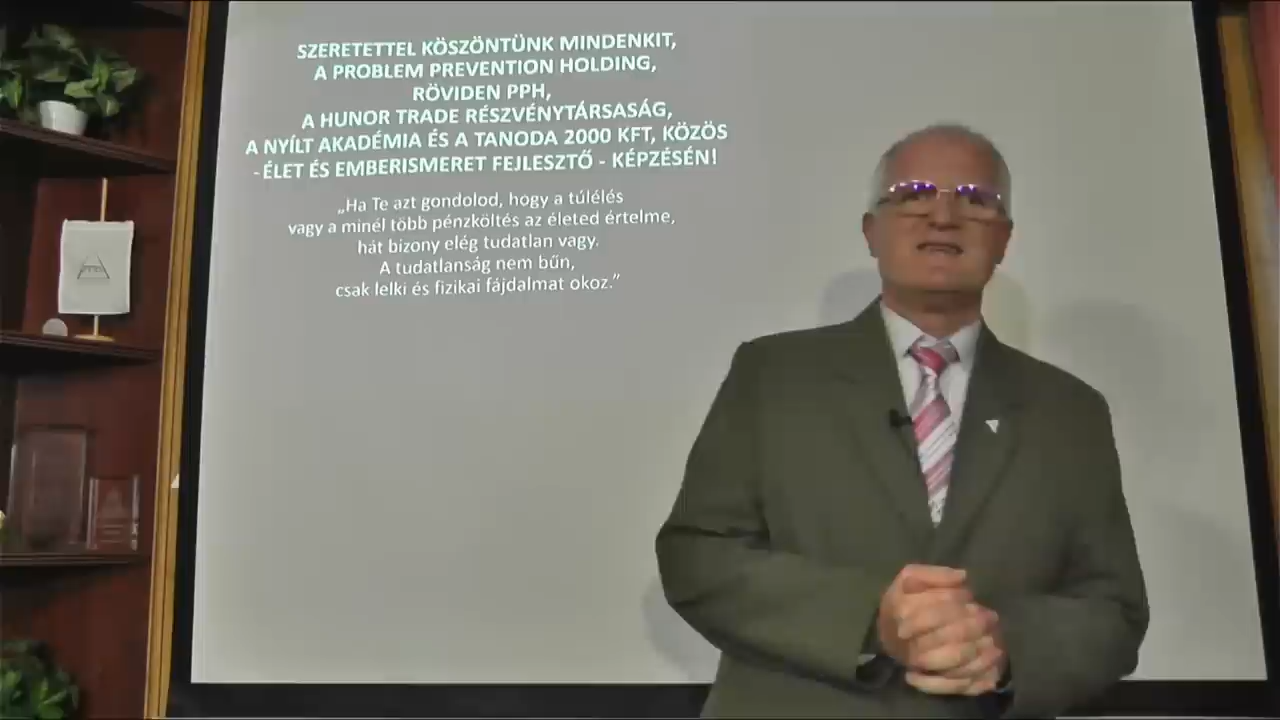 SZERETETTEL KÖSZÖNTÜNK MINDENKIT,
A PROBLEM PREVENTION HOLDING,
RÖVIDEN PPH,
A HUNOR TRADE RÉSZVÉNYTÁRSASÁG,
A NYÍLT AKADÉMIA ÉS A TANODA 2000 KFT, KÖZÖS
- ÉLET ÉS EMBERISMERET FEJLESZTŐ - KÉPZÉSÉN!
„Ha Te azt gondolod, hogy a túlélés
vagy a minél több pénzköltés az életed értelme,
hát bizony elég tudatlan vagy.
A tudatlanság nem bűn,
csak lelki és fizikai fájdalmat okoz.”